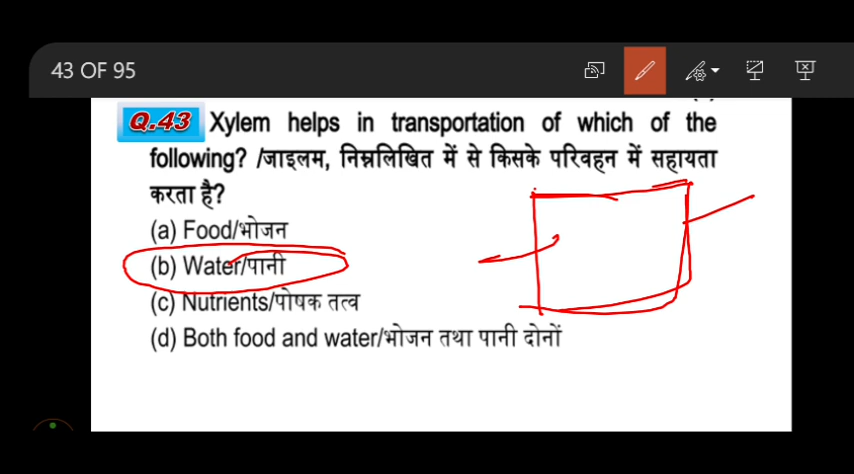 43 OF 95
Q.43 Xylem helps in transportation of which of the
following? /जाइलम, निम्नलिखित में से किसके परिवहन में सहायता
करता है?
(a) Food/भोजन
(b) Water/पानी
(c) Nutrients/पोषक तत्व
(d) Both food and water/भोजन तथा पानी दोनों